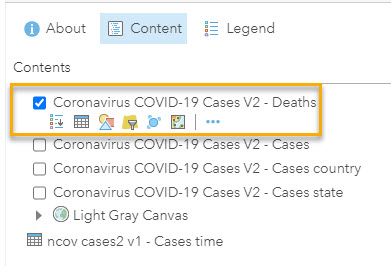 About Content Legend
Contents
Coronavirus COVID-19 Cases V2 - Deaths
Coronavirus COVID-19 Cases V2 - Cases
Coronavirus COVID-19 Cases V2 - Cases country
Coronavirus COVID-19 Cases V2 - Cases state
Light Gray Canvas
ncov cases2 v1 - Cases time